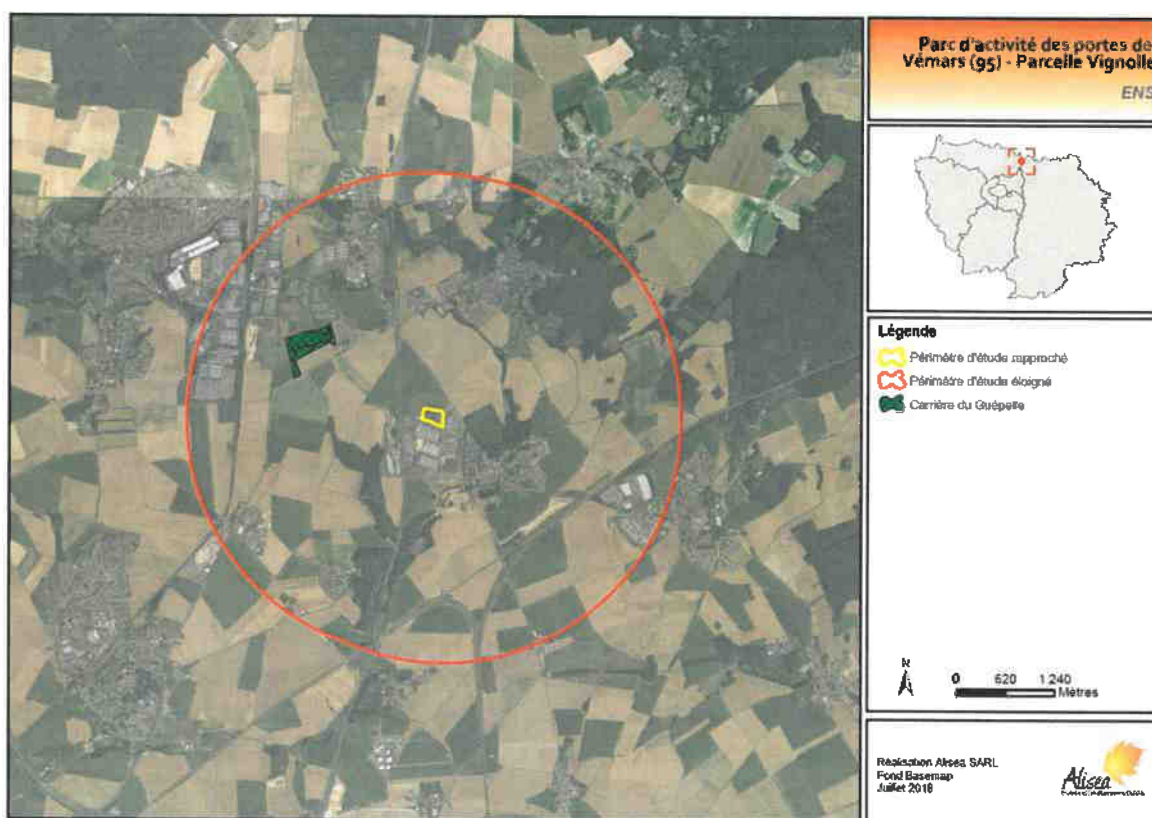 Parc d'activité des portes de
Vémars (95) - Parcelle Vignolle
ENS
Légende
Périmètre d'étude rapproché
Périmètre d'étude éloigné
Carrière du Guépelle
N
0 620 1 240
Mètres
Réalisation Alisea SARL
Fond Basemap
Juillet 2018
Alisea